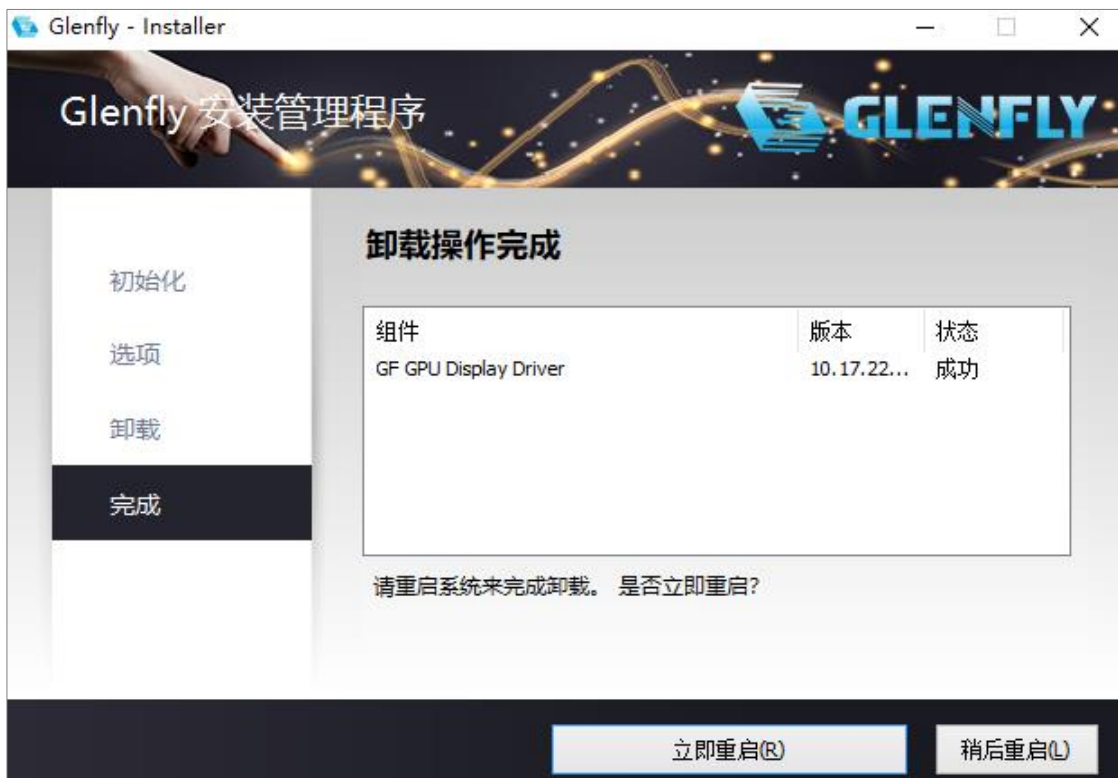 Glenfly - Installer
Glenfly 安装管理程序
GLENFLY
初始化
选项
卸载
完成
卸载操作完成
组件 版本 状态
GF GPU Display Driver 10.17.22... 成功
请重启系统来完成卸载。 是否立即重启?
立即重启(R) 稍后重启(L)